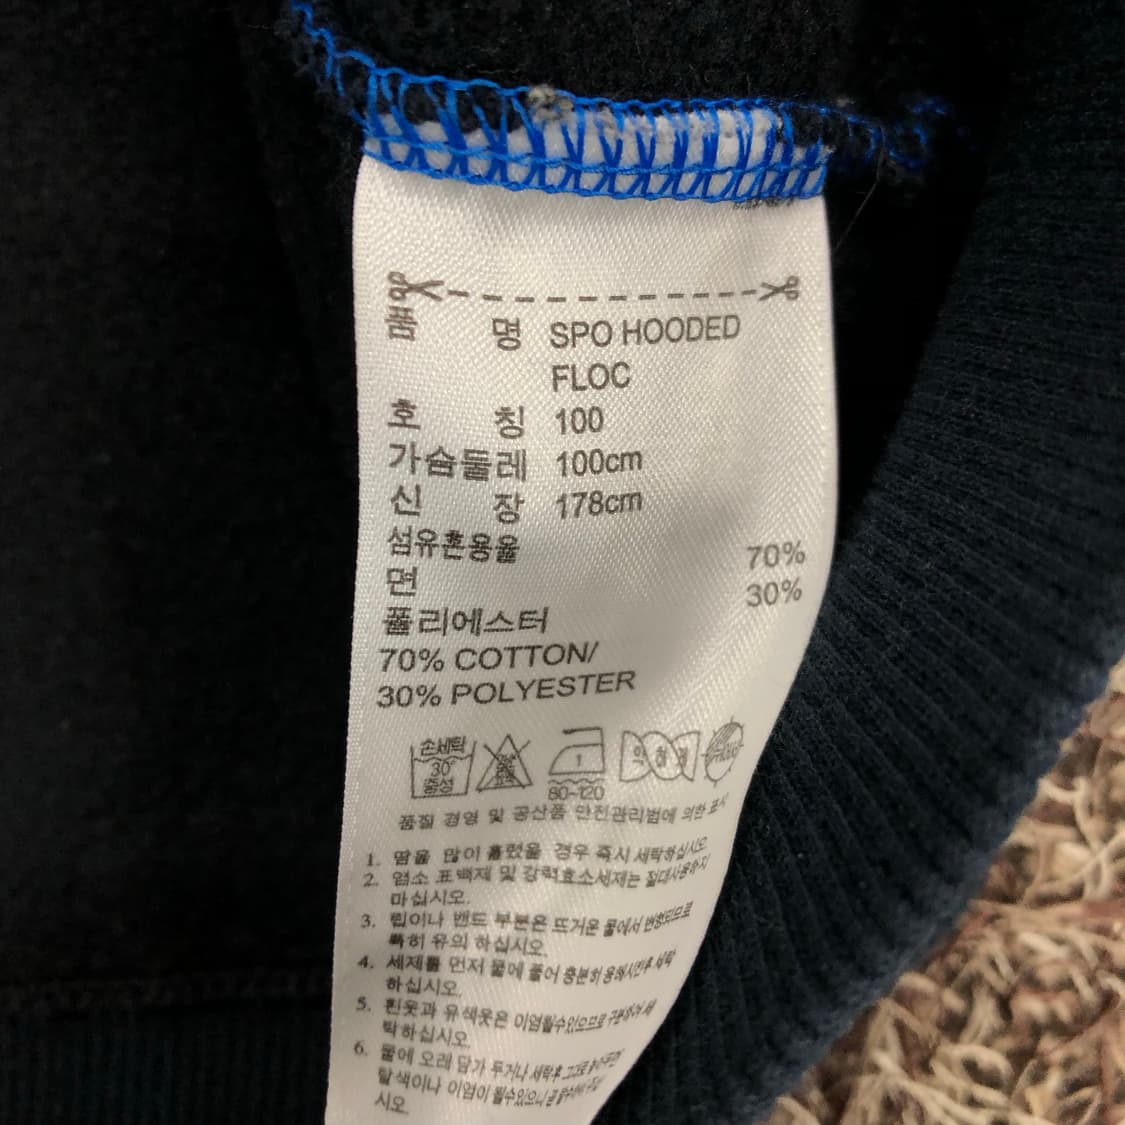 품 명 SPO HOODED
FLOC
호 칭 100
가슴둘레 100cm
신 장 178cm
섬유혼용율
면 70%
폴리에스터 30%
70% COTTON/
30% POLYESTER
손세탁
30°
중성
1
80~120
약하게
품질 경영 및 공산품 안전관리법에 의한 표시
1. 땀을 많이 흘렸을 경우 즉시 세탁하십시오.
2. 염소 표백제 및 강력효소세제는 절대사용하지
마십시오.
3. 립이나 밴드 부분은 뜨거운 물에서 변형되므로
특히 유의 하십시오.
4. 세제를 먼저 물에 풀어 충분히 용해시킨후 세탁
하십시오.
5. 흰옷과 유색옷은 이염될수있으므로 구분하여 세
탁하십시오.
6. 물에 오래 담가 두거나 세탁후 그대로 놓아두면
탈색이나 이염이 될수있으니
시오.